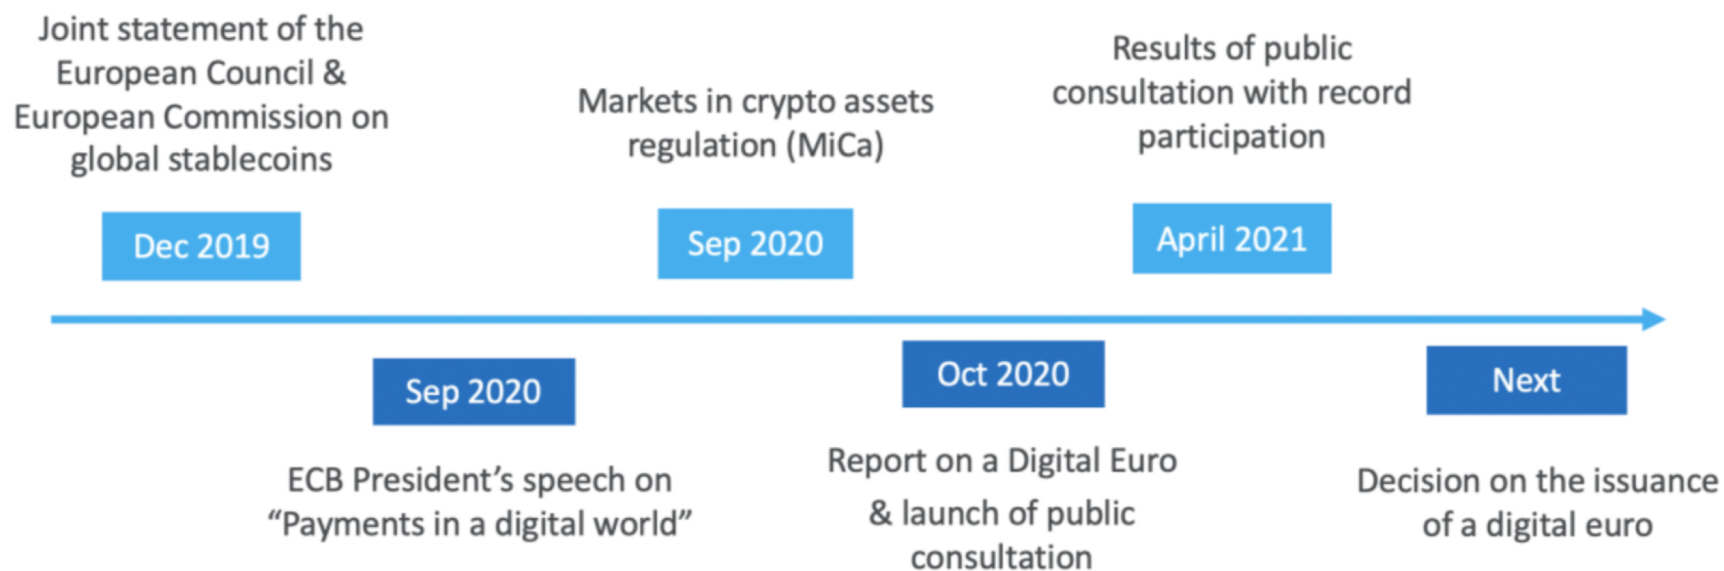 Joint statement of the
European Council &
European Commission on
global stablecoins
Dec 2019
Sep 2020
ECB President’s speech on
“Payments in a digital world”
Markets in crypto assets
regulation (MiCa)
Sep 2020
Oct 2020
Report on a Digital Euro
& launch of public
consultation
Results of public
consultation with record
participation
April 2021
Next
Decision on the issuance
of a digital euro